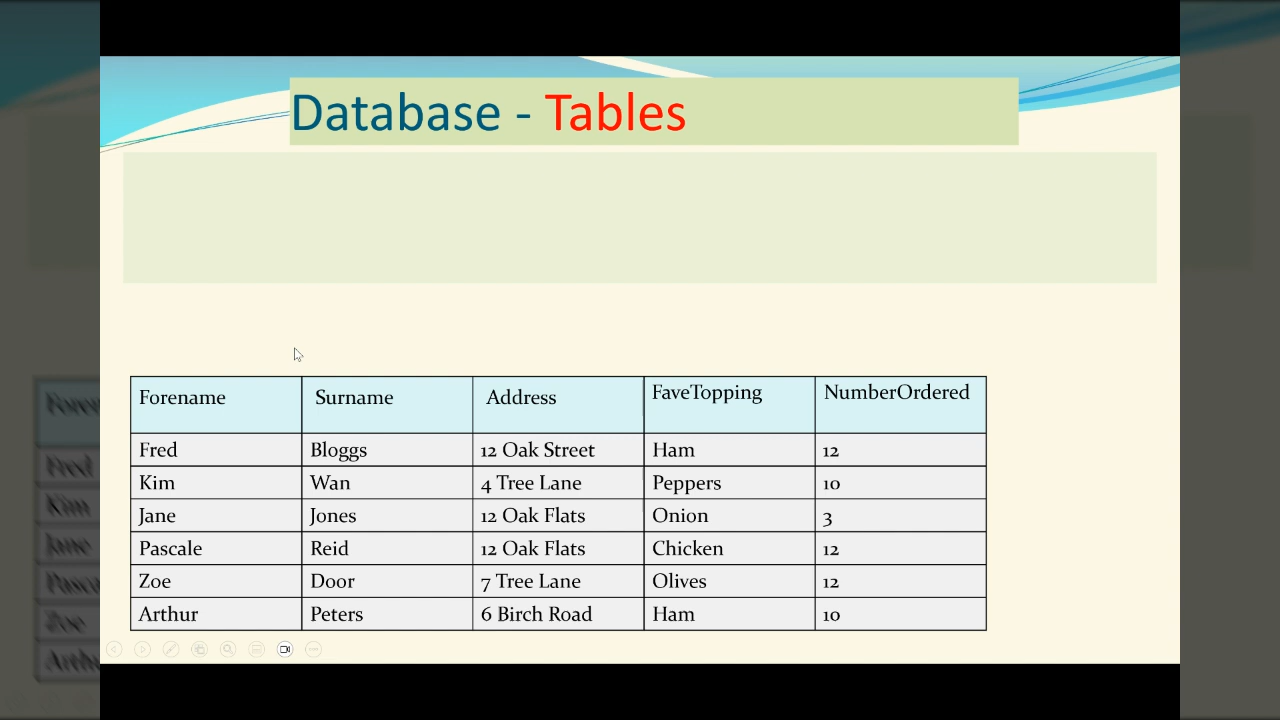 Database - Tables
Forename Surname Address FaveTopping NumberOrdered
Fred Bloggs 12 Oak Street Ham 12
Kim Wan 4 Tree Lane Peppers 10
Jane Jones 12 Oak Flats Onion 3
Pascale Reid 12 Oak Flats Chicken 12
Zoe Door 7 Tree Lane Olives 12
Arthur Peters 6 Birch Road Ham 10